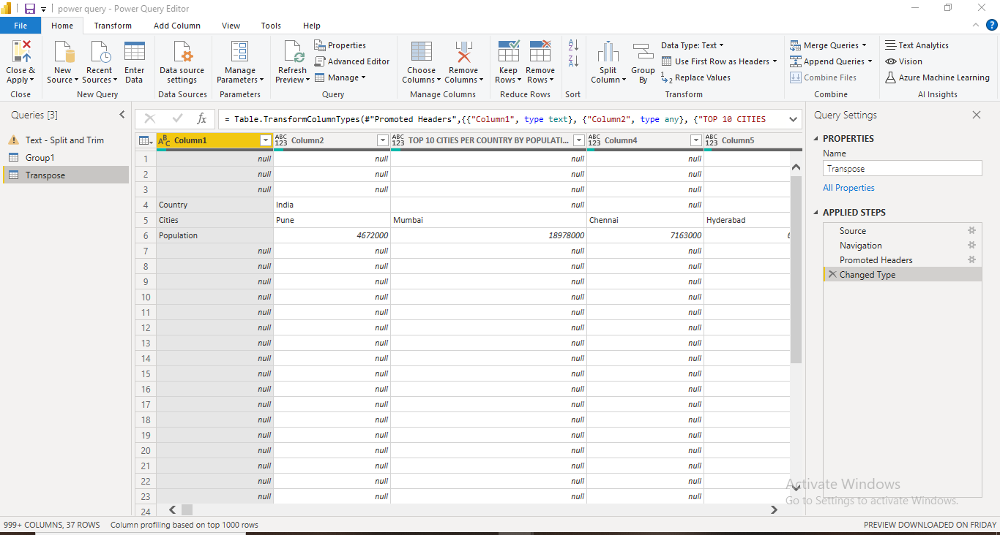 power query - Power Query Editor
File Home Transform Add Column View Tools Help
Close & Apply
Close
New Source
Recent Sources
Enter Data
New Query
Data source settings
Data Sources
Manage Parameters
Parameters
Refresh Preview
Properties
Advanced Editor
Manage
Query
Choose Columns
Remove Columns
Manage Columns
Keep Rows
Remove Rows
Reduce Rows
Sort
Split Column
Group By
Data Type: Text
Use First Row as Headers
Replace Values
Transform
Merge Queries
Append Queries
Combine Files
Combine
Text Analytics
Vision
Azure Machine Learning
AI Insights
Queries [3]
Text - Split and Trim
Group1
Transpose
= Table.TransformColumnTypes(#"Promoted Headers",{{"Column1", type text}, {"Column2", type any}, {"TOP 10 CITIES
Column1 Column2 TOP 10 CITIES PER COUNTRY BY POPULATI... Column4 Column5
1 null null null null
2 null null null null
3 null null null null
4 Country India null null
5 Cities Pune Mumbai Chennai Hyderabad
6 Population 4672000 18978000 7163000
7 null null null null
8 null null null null
9 null null null null
10 null null null null
11 null null null null
12 null null null null
13 null null null null
14 null null null null
15 null null null null
16 null null null null
17 null null null null
18 null null null null
19 null null null null
20 null null null null
21 null null null null
22 null null null null
23 null null null null
24
Query Settings
PROPERTIES
Name
Transpose
All Properties
APPLIED STEPS
Source
Navigation
Promoted Headers
Changed Type
Activate Windows
Go to Settings to activate Windows.
999+ COLUMNS, 37 ROWS Column profiling based on top 1000 rows
PREVIEW DOWNLOADED ON FRIDAY